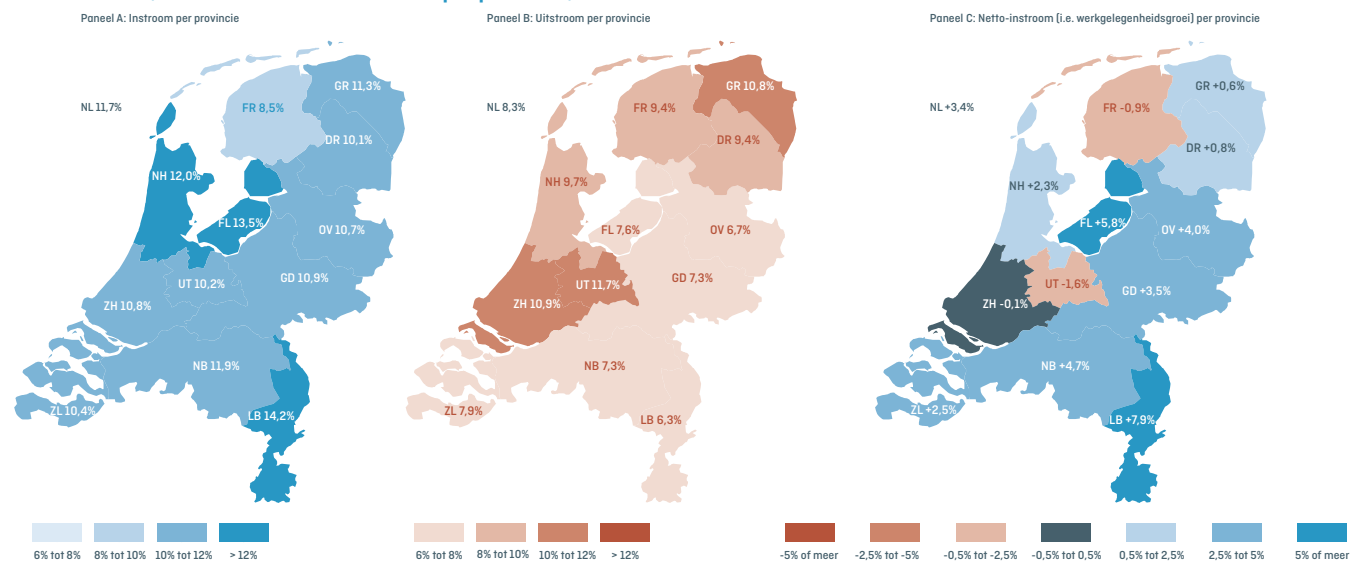 Paneel A: Instroom per provincie
NL 11,7%
GR 11,3%
FR 8,5%
DR 10,1%
NH 12,0%
FL 13,5%
OV 10,7%
UT 10,2%
GD 10,9%
ZH 10,8%
NB 11,9%
ZL 10,4%
LB 14,2%
6% tot 8%
8% tot 10%
10% tot 12%
> 12%
Paneel B: Uitstroom per provincie
NL 8,3%
GR 10,8%
FR 9,4%
DR 9,4%
NH 9,7%
FL 7,6%
OV 6,7%
UT 11,7%
GD 7,3%
ZH 10,9%
NB 7,3%
ZL 7,9%
LB 6,3%
6% tot 8%
8% tot 10%
10% tot 12%
> 12%
Paneel C: Netto-instroom (i.e. werkgelegenheidsgroei) per provincie
NL +3,4%
GR +0,6%
FR -0,9%
DR +0,8%
NH +2,3%
FL +5,8%
OV +4,0%
UT -1,6%
GD +3,5%
ZH -0,1%
NB +4,7%
ZL +2,5%
LB +7,9%
-5% of meer
-2,5% tot -5%
-0,5% tot -2,5%
-0,5% tot 0,5%
0,5% tot 2,5%
2,5% tot 5%
5% of meer